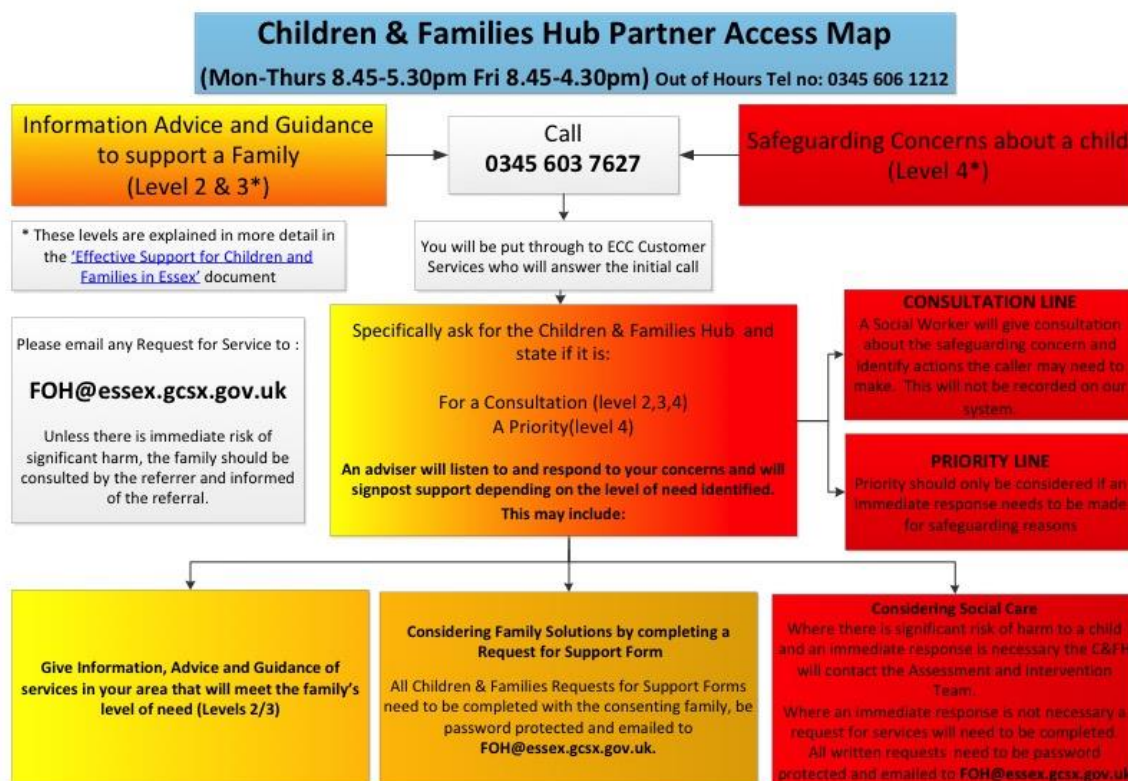 Children & Families Hub Partner Access Map
(Mon-Thurs 8.45-5.30pm Fri 8.45-4.30pm) Out of Hours Tel no: 0345 606 1212
Information Advice and Guidance
to support a Family
(Level 2 & 3*)
Call
0345 603 7627
Safeguarding Concerns about a child
(Level 4*)
* These levels are explained in more detail in
the 'Effective Support for Children and
Families in Essex' document
You will be put through to ECC Customer
Services who will answer the initial call
Please email any Request for Service to :
FOH@essex.gcsx.gov.uk
Unless there is immediate risk of
significant harm, the family should be
consulted by the referrer and informed
of the referral.
Specifically ask for the Children & Families Hub and
state if it is:
For a Consultation (level 2,3,4)
A Priority(level 4)
An adviser will listen to and respond to your concerns and will
signpost support depending on the level of need identified.
This may include:
CONSULTATION LINE
A Social Worker will give consultation
about the safeguarding concern and
identify actions the caller may need to
make. This will not be recorded on our
system.
PRIORITY LINE
Priority should only be considered if an
immediate response needs to be made
for safeguarding reasons
Give Information, Advice and Guidance of
services in your area that will meet the family's
level of need (Levels 2/3)
Considering Family Solutions by completing a
Request for Support Form
All Children & Families Requests for Support Forms
need to be completed with the consenting family, be
password protected and emailed to
FOH@essex.gcsx.gov.uk.
Considering Social Care
Where there is significant risk of harm to a child
and an immediate response is necessary the C&FH
will contact the Assessment and Intervention
Team.
Where an immediate response is not necessary a
request for services will need to be completed.
All written requests need to be password
protected and emailed to FOH@essex.gcsx.gov.uk